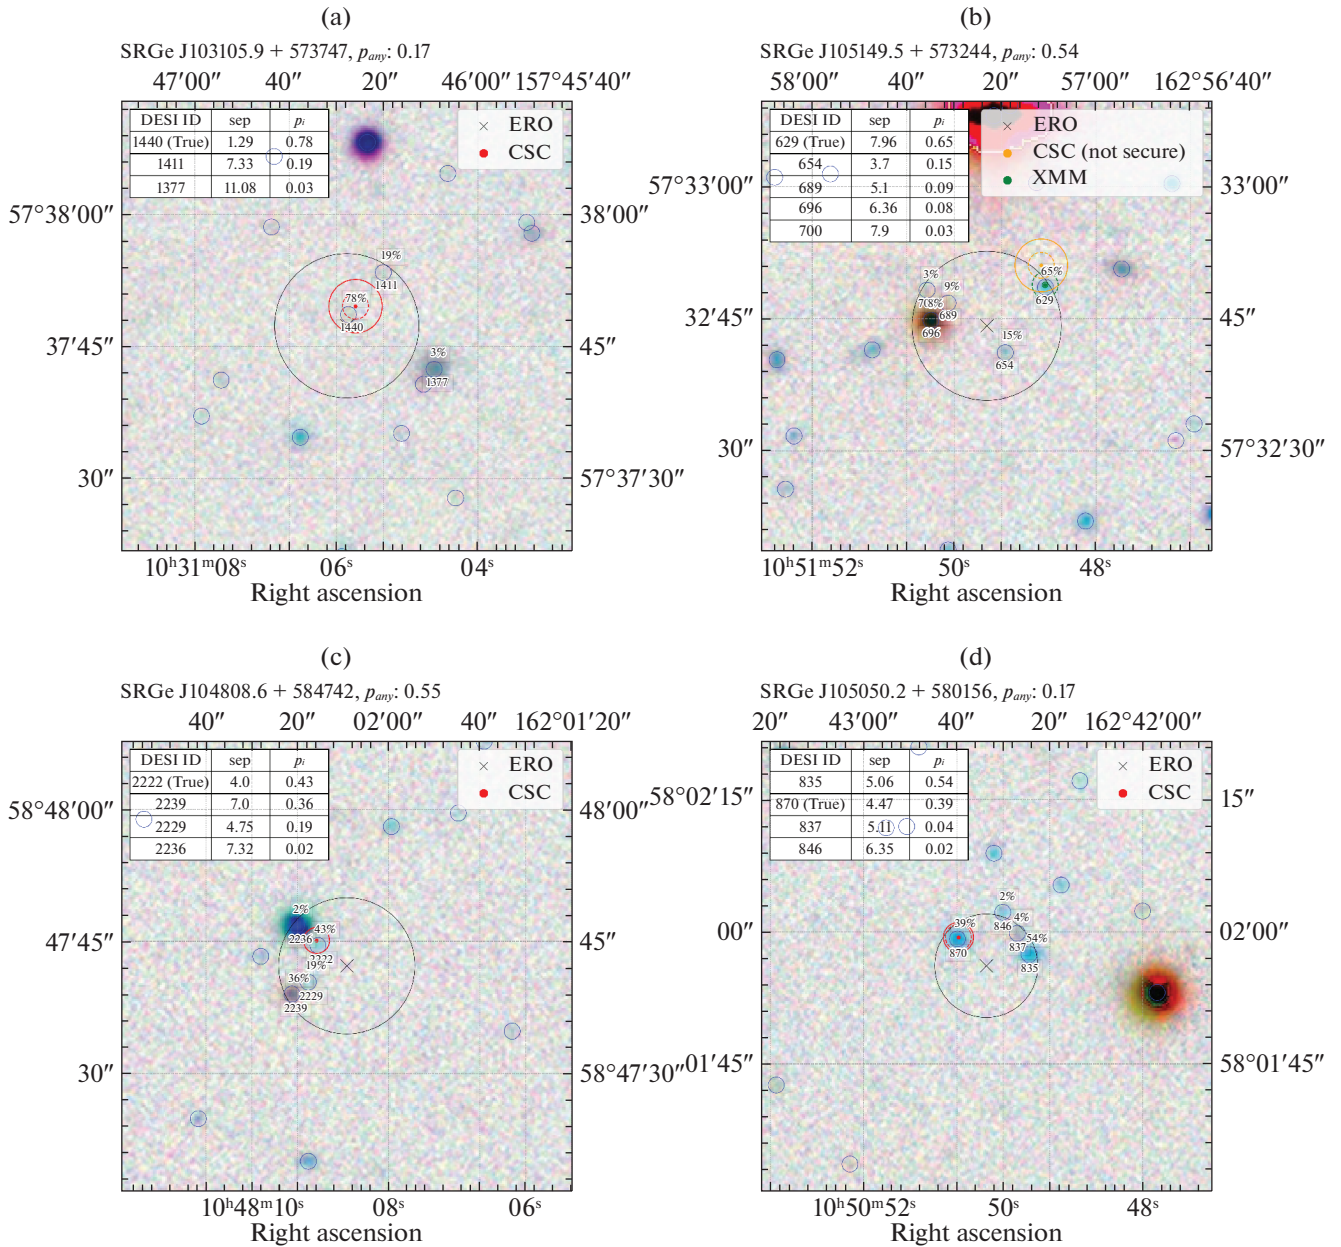 (a)
SRGe J103105.9 + 573747, pany: 0.17
47′00″ 40″ 20″ 46′00″ 157°45′40″
DESI ID sep pi
1440 (True) 1.29 0.78
1411 7.33 0.19
1377 11.08 0.03
× ERO
CSC
57°38′00″ 38′00″
19%
1411
78%
1440
37′45″ 45″
3%
1377
30″ 57°37′30″
10h31m08s 06s 04s
Right ascension
(b)
SRGe J105149.5 + 573244, pany: 0.54
58′00″ 40″ 20″ 57′00″ 162°56′40″
DESI ID sep pi
629 (True) 7.96 0.65
654 3.7 0.15
689 5.1 0.09
696 6.36 0.08
700 7.9 0.03
× ERO
CSC (not secure)
XMM
57°33′00″ 33′00″
65%
3%
9%
629
708%
689
32′45″ 45″
696
15%
654
30″ 57°32′30″
10h51m52s 50s 48s
Right ascension
(c)
SRGe J104808.6 + 584742, pany: 0.55
40″ 20″ 02′00″ 40″ 162°01′20″
DESI ID sep pi
2222 (True) 4.0 0.43
2239 7.0 0.36
2229 4.75 0.19
2236 7.32 0.02
× ERO
CSC
58°48′00″ 48′00″
2%
43%
47′45″ 45″
2236
2222
19%
36%
2229
2239
30″ 58°47′30″
10h48m10s 08s 06s
Right ascension
(d)
SRGe J105050.2 + 580156, pany: 0.17
20″ 43′00″ 40″ 20″ 162°42′00″
DESI ID sep pi
835 5.06 0.54
870 (True) 4.47 0.39
837 5.11 0.04
846 6.35 0.02
× ERO
CSC
58°02′15″ 15″
2%
39%
4%
846
00″ 02′00″
54%
837
870
835
01′45″ 58°01′45″
10h50m52s 50s 48s
Right ascension